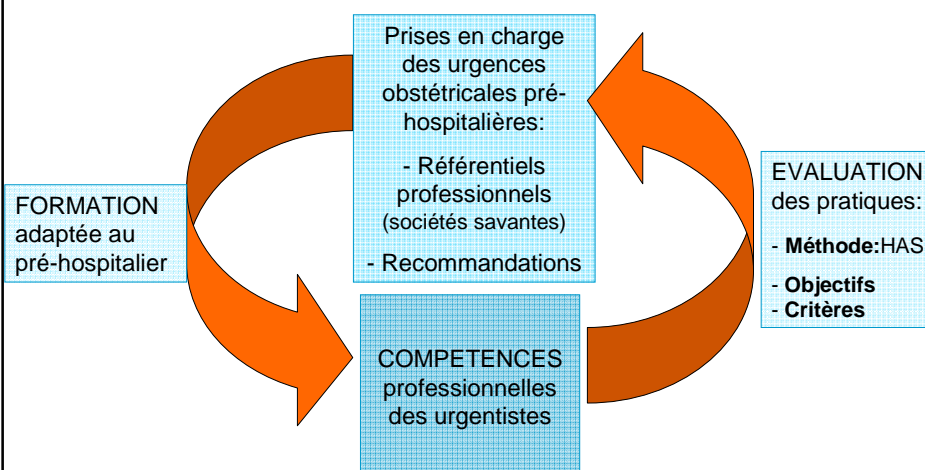 Prises en charge
des urgences
obstétricales pré-
hospitalières:
- Référentiels
professionnels
(sociétés savantes)
- Recommandations
FORMATION
adaptée au
pré-hospitalier
EVALUATION
des pratiques:
- Méthode:HAS
- Objectifs
- Critères
COMPETENCES
professionnelles
des urgentistes